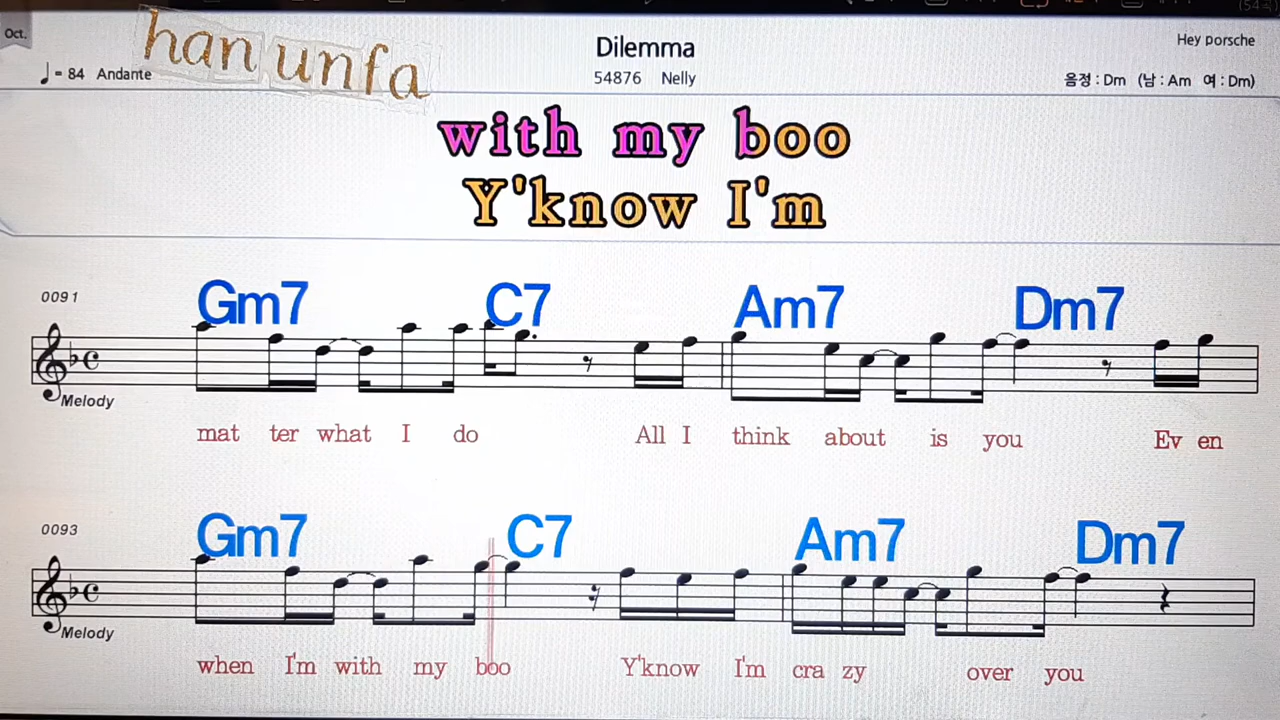 Oct.
han unfa
Dilemma
Hey porsche
♩= 84 Andante
54876 Nelly
음정 : Dm (남 : Am 여 : Dm)
with my boo
Y'know I'm
0091
Gm7 C7 Am7 Dm7
Melody
mat ter what I do All I think about is you Ev en
0093
Gm7 C7 Am7 Dm7
Melody
when I'm with my boo Y'know I'm cra zy over you